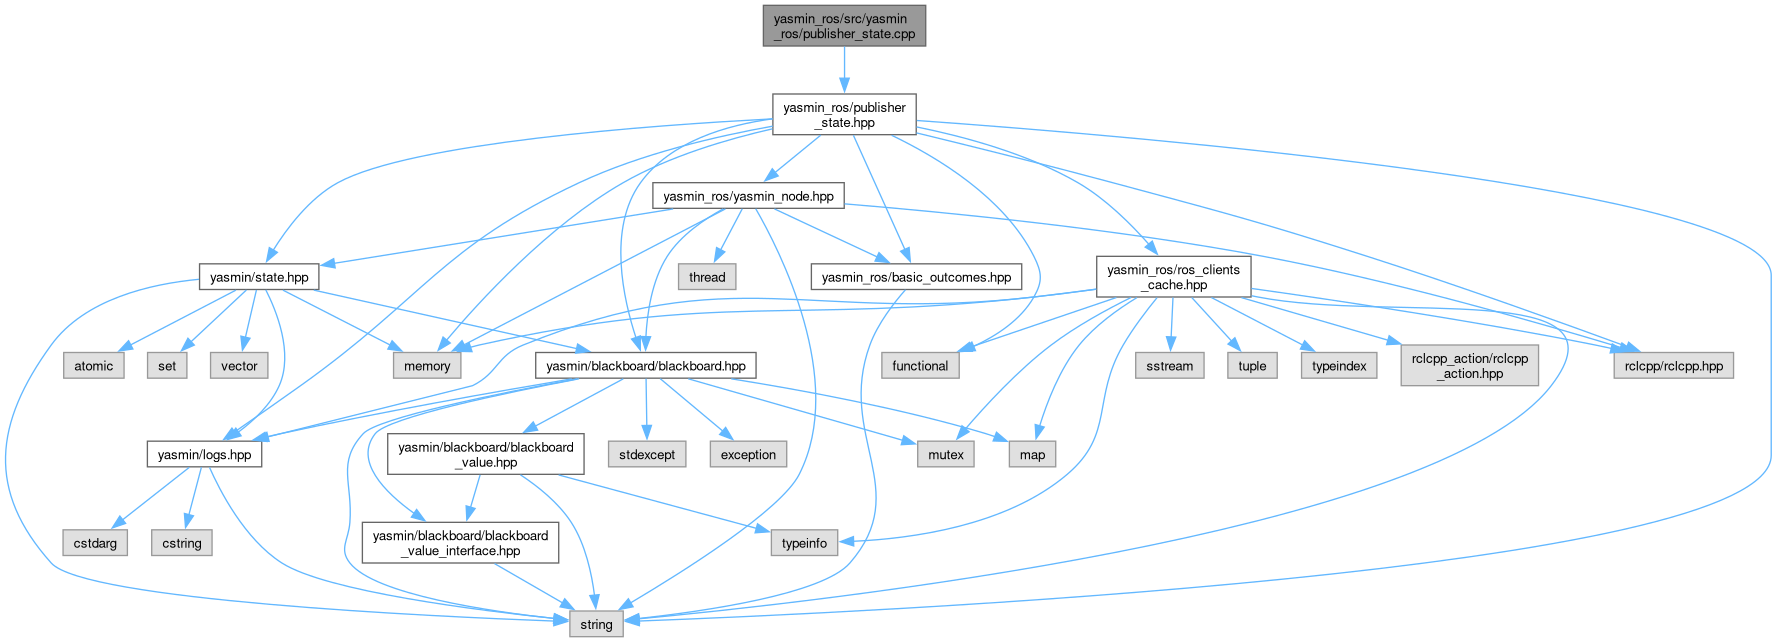 yasmin_ros/src/yasmin
_ros/publisher_state.cpp
yasmin_ros/publisher
_state.hpp
yasmin_ros/yasmin_node.hpp
yasmin/state.hpp
thread
yasmin_ros/basic_outcomes.hpp
yasmin_ros/ros_clients
_cache.hpp
atomic
set
vector
memory
yasmin/blackboard/blackboard.hpp
functional
sstream
tuple
typeindex
rclcpp_action/rclcpp
_action.hpp
rclcpp/rclcpp.hpp
yasmin/logs.hpp
yasmin/blackboard/blackboard
_value.hpp
stdexcept
exception
mutex
map
cstdarg
cstring
yasmin/blackboard/blackboard
_value_interface.hpp
typeinfo
string